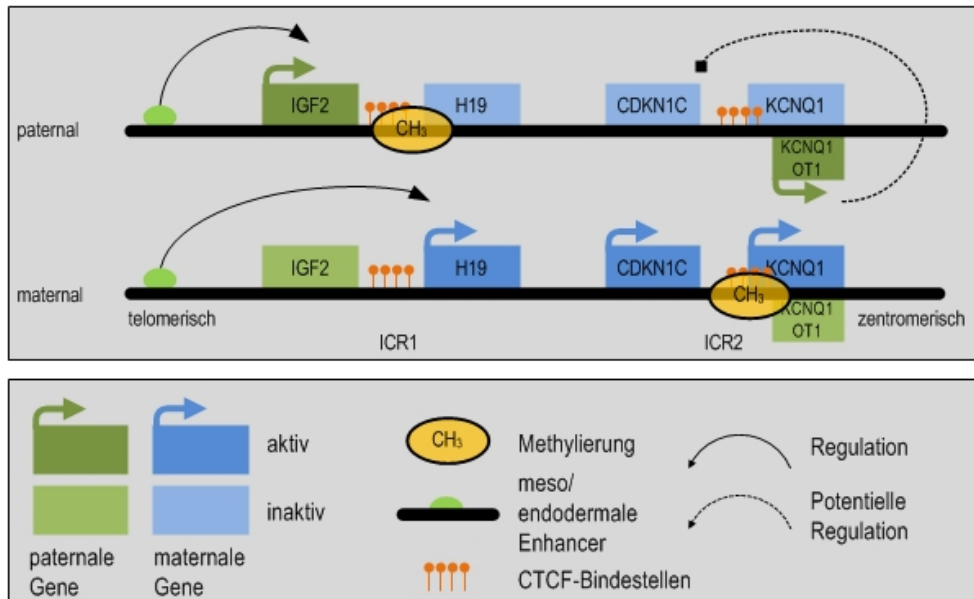 IGF2
H19
CDKN1C
KCNQ1
paternal
CH₃
KCNQ1
OT1
IGF2
H19
CDKN1C
KCNQ1
maternal
CH₃
telomerisch
KCNQ1
OT1
zentromerisch
ICR1
ICR2
aktiv
CH₃
Methylierung
Regulation
inaktiv
meso/
endodermale
Enhancer
Potentielle
Regulation
paternale
Gene
maternale
Gene
CTCF-Bindestellen